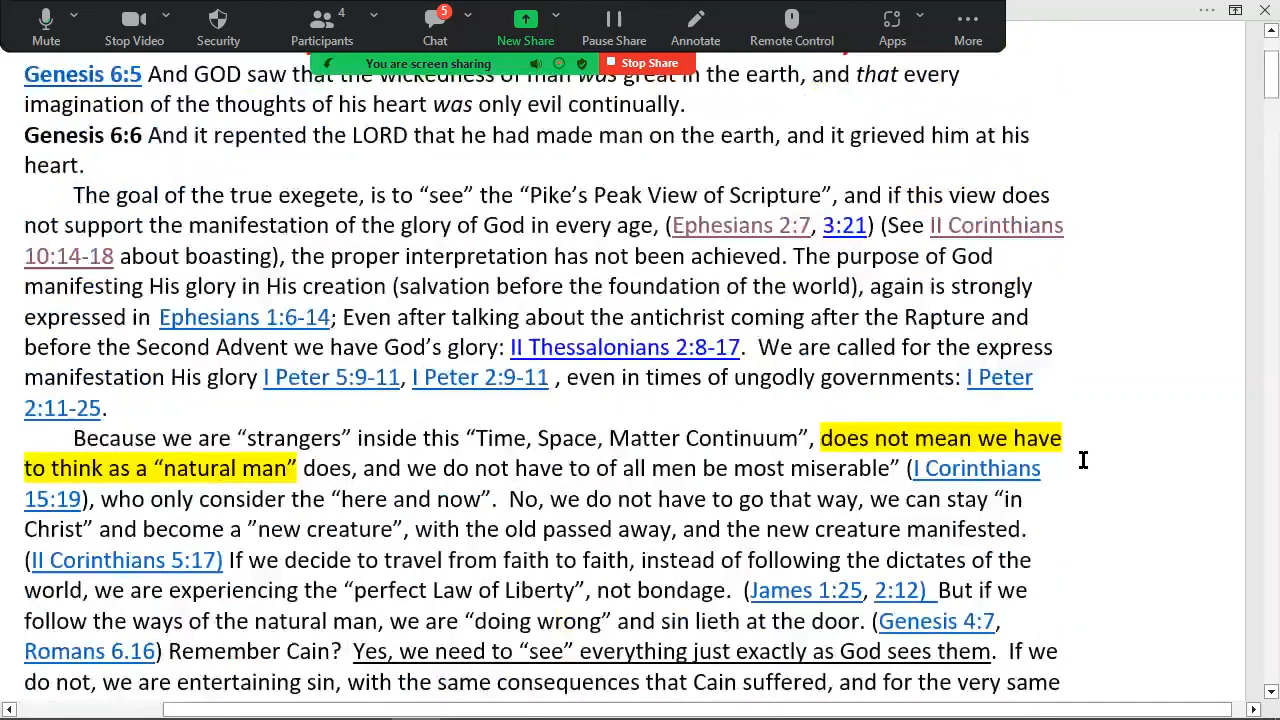 4
5
Mute
Stop Video
Security
Participants
Chat
New Share
Pause Share
Annotate
Remote Control
Apps
More
You are screen sharing
Stop Share
Genesis 6:5 And GOD saw that the wickedness of man was great in the earth, and that every
imagination of the thoughts of his heart was only evil continually.
Genesis 6:6 And it repented the LORD that he had made man on the earth, and it grieved him at his
heart.
The goal of the true exegete, is to “see” the “Pike’s Peak View of Scripture”, and if this view does
not support the manifestation of the glory of God in every age, (Ephesians 2:7, 3:21) (See II Corinthians
10:14-18 about boasting), the proper interpretation has not been achieved. The purpose of God
manifesting His glory in His creation (salvation before the foundation of the world), again is strongly
expressed in Ephesians 1:6-14; Even after talking about the antichrist coming after the Rapture and
before the Second Advent we have God’s glory: II Thessalonians 2:8-17. We are called for the express
manifestation His glory I Peter 5:9-11, I Peter 2:9-11 , even in times of ungodly governments: I Peter
2:11-25.
Because we are “strangers” inside this “Time, Space, Matter Continuum”, does not mean we have
to think as a “natural man” does, and we do not have to of all men be most miserable” (I Corinthians
15:19), who only consider the “here and now”. No, we do not have to go that way, we can stay “in
Christ” and become a ”new creature”, with the old passed away, and the new creature manifested.
(II Corinthians 5:17) If we decide to travel from faith to faith, instead of following the dictates of the
world, we are experiencing the “perfect Law of Liberty”, not bondage. (James 1:25, 2:12) But if we
follow the ways of the natural man, we are “doing wrong” and sin lieth at the door. (Genesis 4:7,
Romans 6.16) Remember Cain? Yes, we need to “see” everything just exactly as God sees them. If we
do not, we are entertaining sin, with the same consequences that Cain suffered, and for the very same